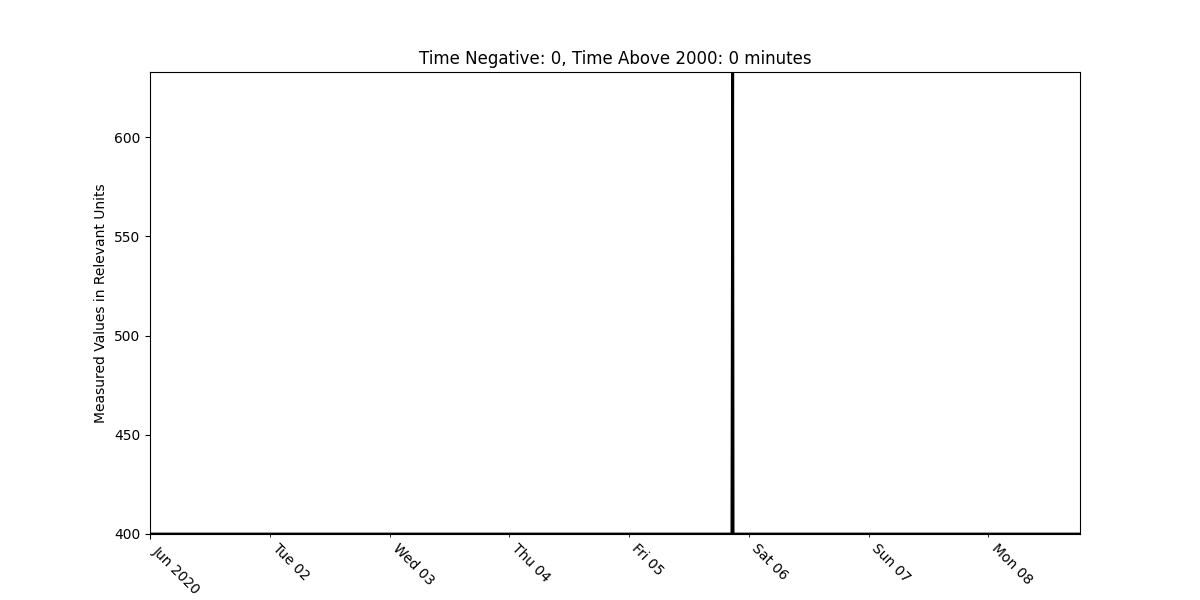 Time Negative: 0, Time Above 2000: 0 minutes
Measured Values in Relevant Units
600
550
500
450
400
Jun 2020
Tue 02
Wed 03
Thu 04
Fri 05
Sat 06
Sun 07
Mon 08